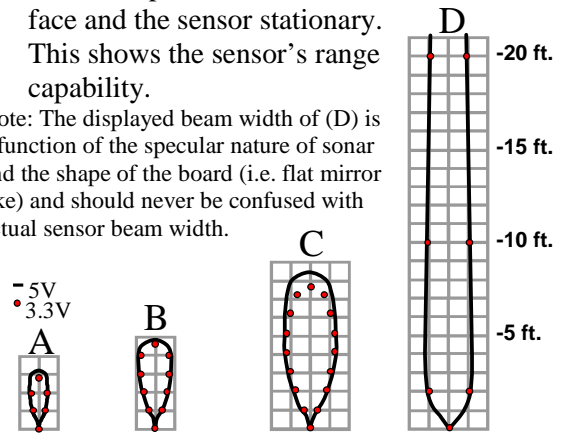 face and the sensor stationary.
This shows the sensor's range
capability.
ote: The displayed beam width of (D) is
function of the specular nature of sonar
nd the shape of the board (i.e. flat mirror
ke) and should never be confused with
ctual sensor beam width.
5V
3.3V
A
B
C
D
-20 ft.
-15 ft.
-10 ft.
-5 ft.